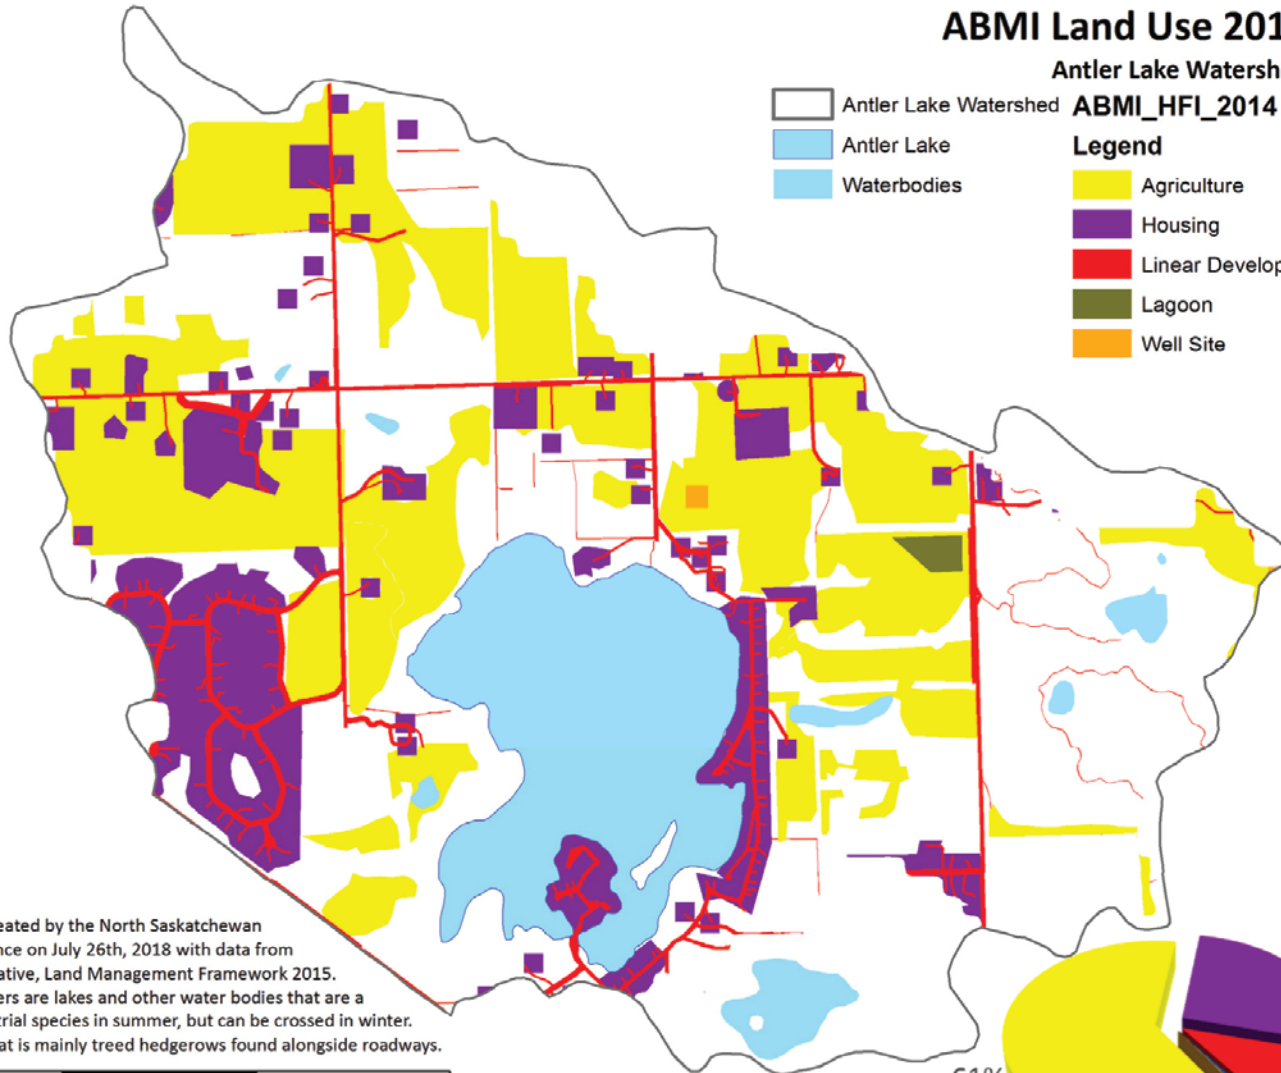 ABMI Land Use 201
Antler Lake Watersh
ABMI_HFI_2014
Antler Lake Watershed
Antler Lake
Waterbodies
Legend
Agriculture
Housing
Linear Develop
Lagoon
Well Site
eated by the North Saskatchewan
nce on July 26th, 2018 with data from
ative, Land Management Framework 2015.
ers are lakes and other water bodies that are a
trial species in summer, but can be crossed in winter.
at is mainly treed hedgerows found alongside roadways.
61%